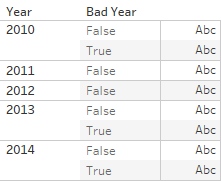 Year Bad Year
2010 False Abc
True Abc
2011 False Abc
2012 False Abc
2013 False Abc
True Abc
2014 False Abc
True Abc